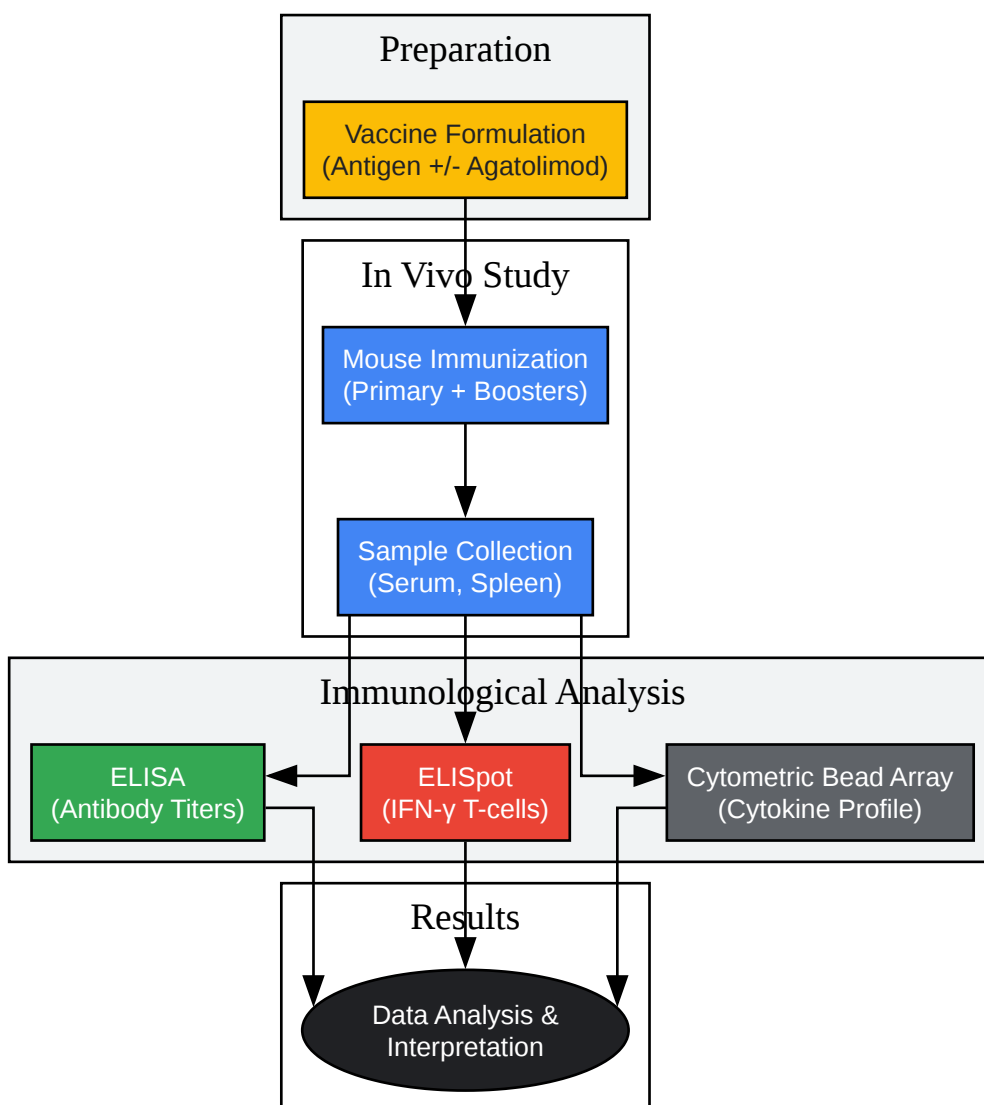 Preparation
Vaccine Formulation
(Antigen +/- Agatolimod)
In Vivo Study
Mouse Immunization
(Primary + Boosters)
Sample Collection
(Serum, Spleen)
Immunological Analysis
ELISA
(Antibody Titers)
ELISpot
(IFN-γ T-cells)
Cytometric Bead Array
(Cytokine Profile)
Results
Data Analysis &
Interpretation